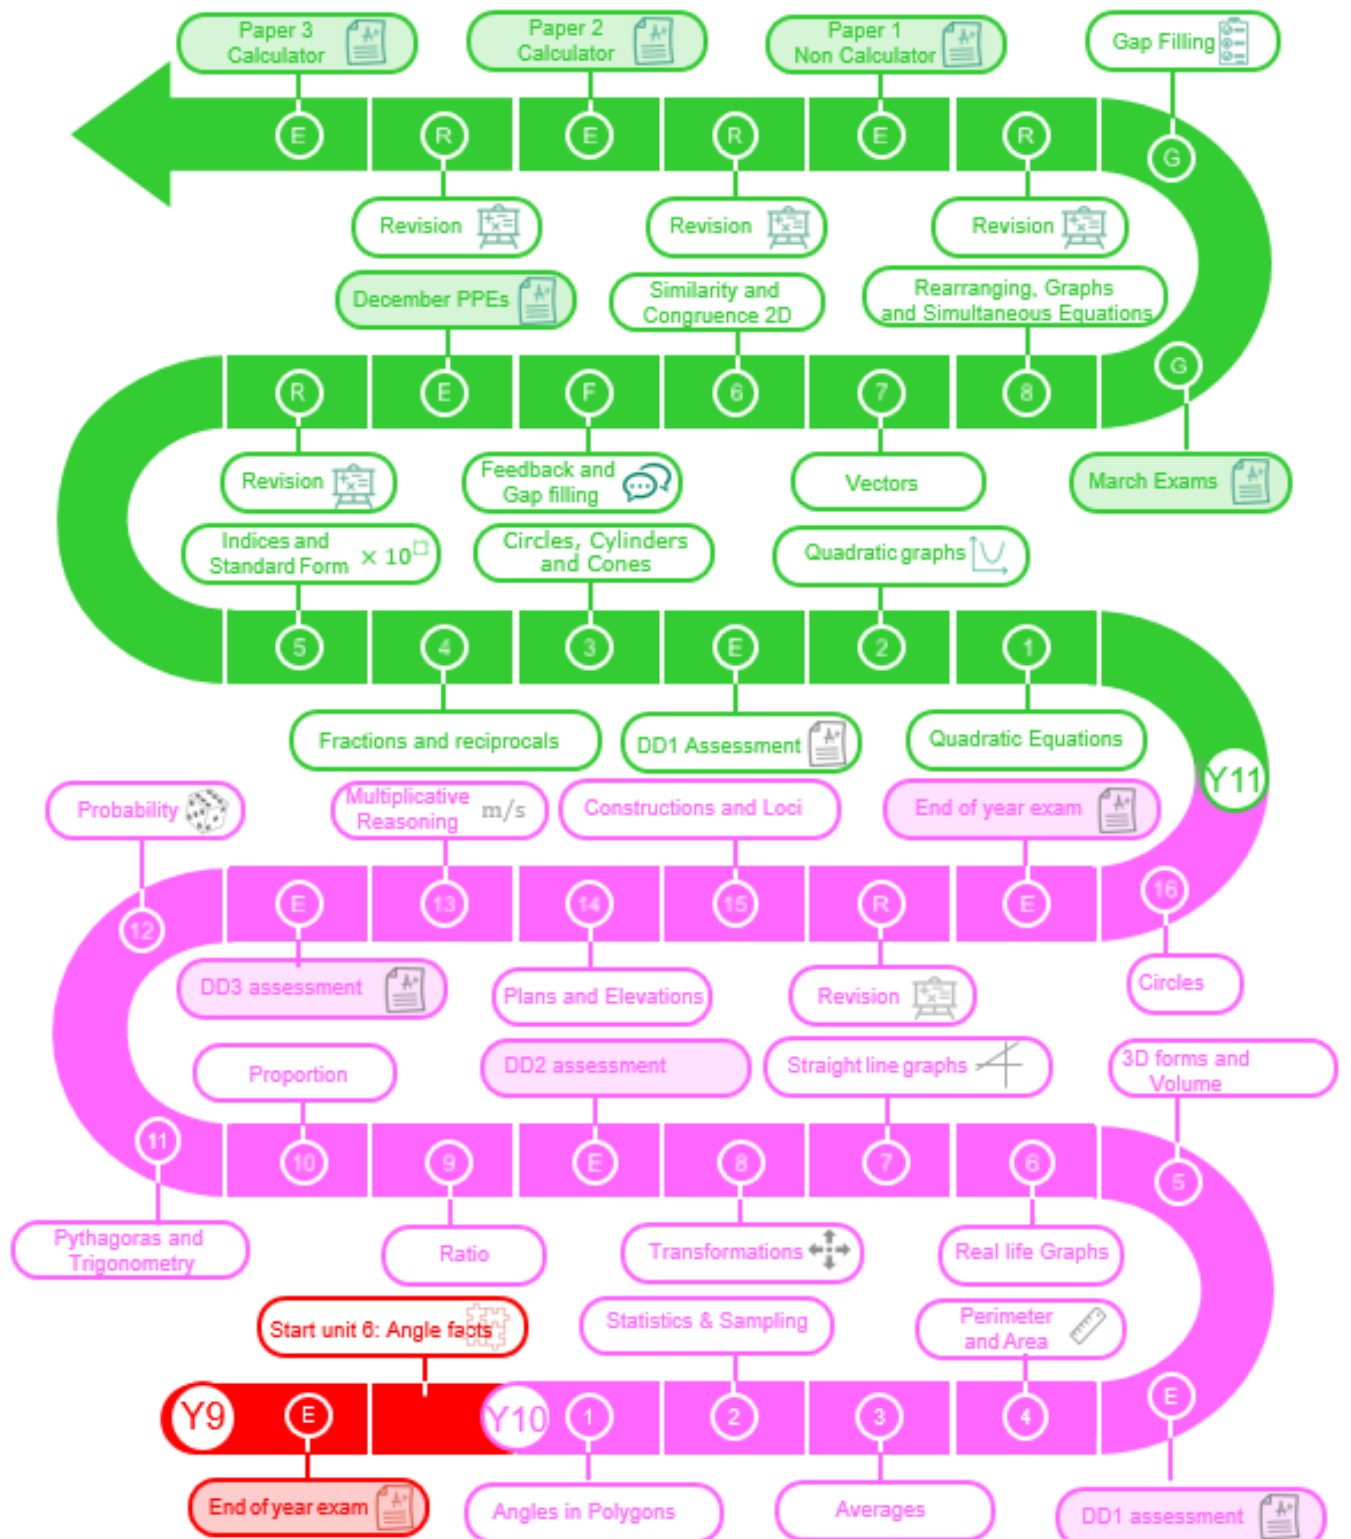 Paper 3
Calculator
Paper 2
Calculator
Paper 1
Non Calculator
Gap Filling
E
R
E
R
E
R
G
Revision
Revision
Revision
December PPEs
Similarity and
Congruence 2D
Rearranging, Graphs
and Simultaneous Equations
R
E
F
6
7
8
G
Revision
Feedback and
Gap filling
Vectors
March Exams
Indices and
Standard Form × 10
Circles, Cylinders
and Cones
Quadratic graphs
5
4
3
E
2
1
Fractions and reciprocals
DD1 Assessment
Quadratic Equations
Y11
Probability
Multiplicative
Reasoning m/s
Constructions and Loci
End of year exam
12
E
13
14
15
R
E
16
DD3 assessment
Plans and Elevations
Revision
Circles
Proportion
DD2 assessment
Straight line graphs
3D forms and
Volume
11
10
9
E
8
7
6
5
Pythagoras and
Trigonometry
Ratio
Transformations
Real life Graphs
Start unit 6: Angle facts
Statistics & Sampling
Perimeter
and Area
Y9
E
Y10
1
2
3
4
E
End of year exam
Angles in Polygons
Averages
DD1 assessment